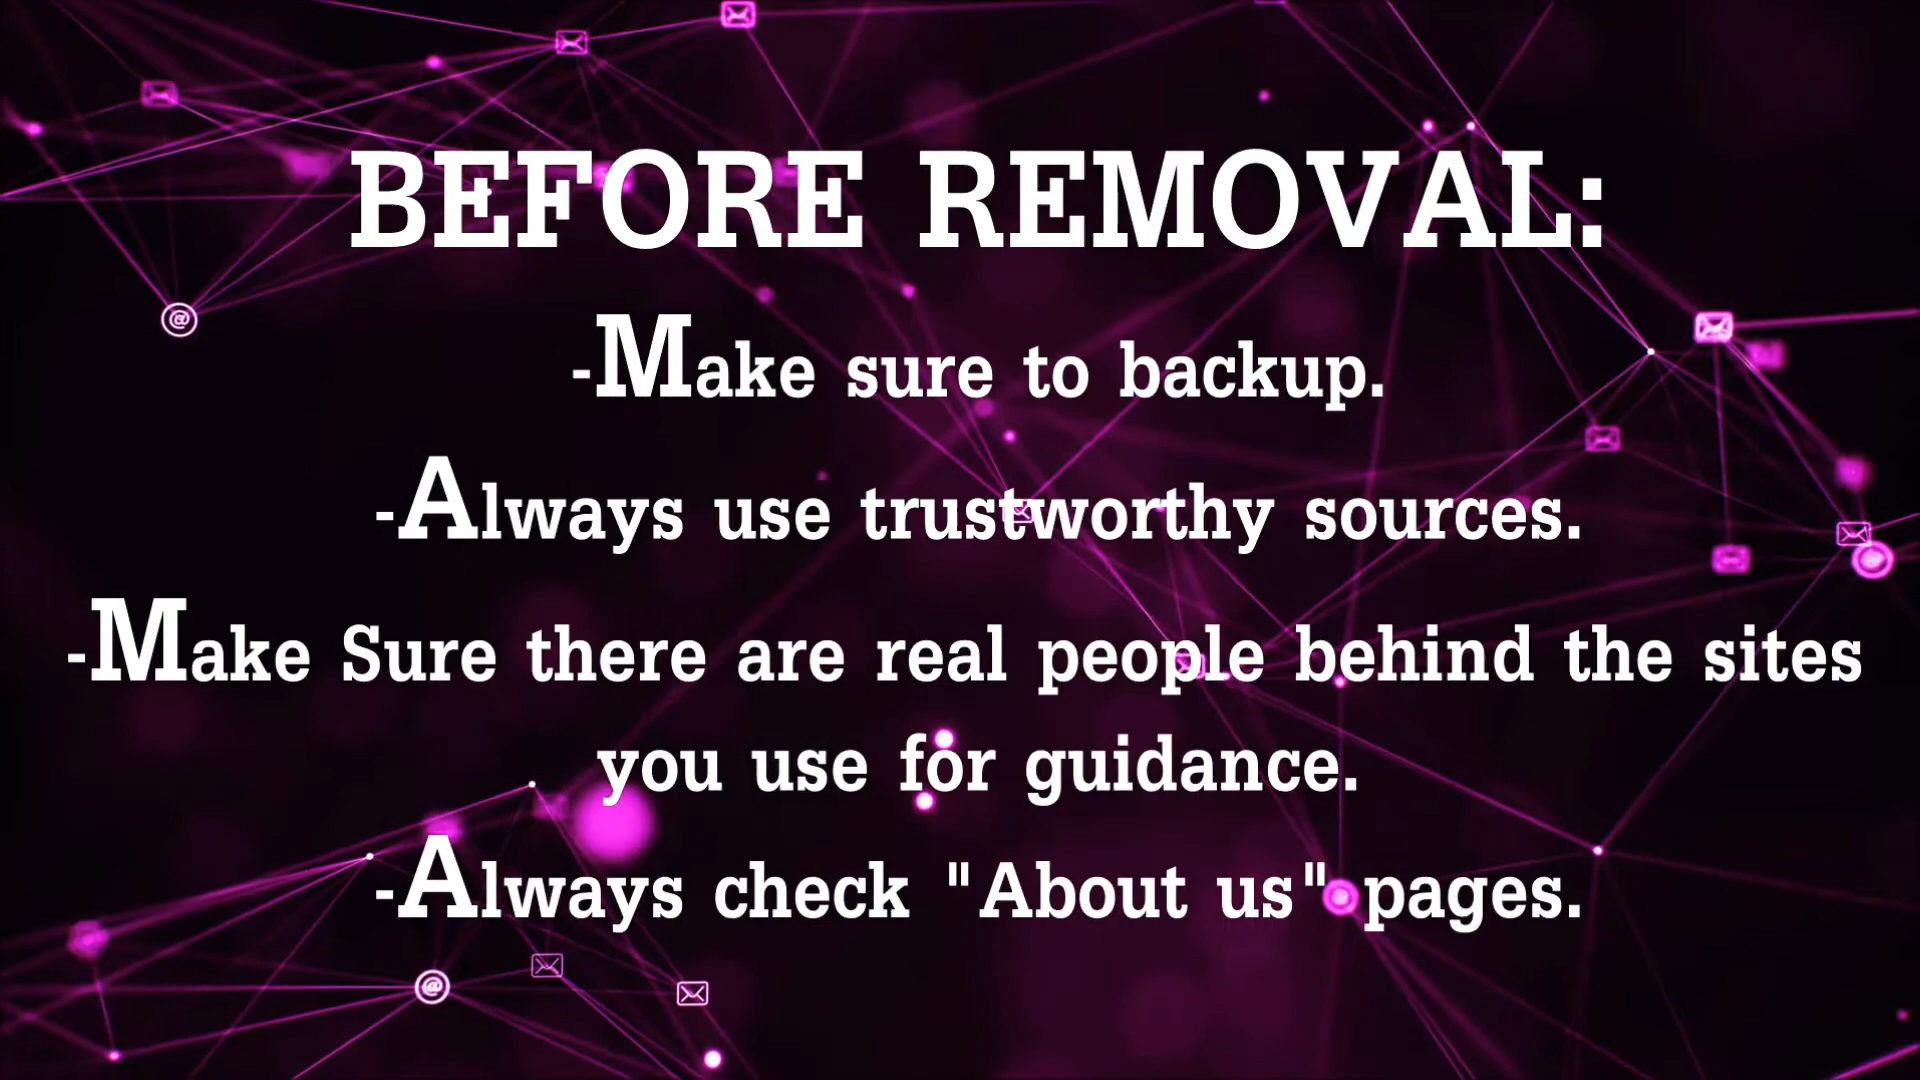 BEFORE REMOVAL:
-Make sure to backup.
-Always use trustworthy sources.
-Make Sure there are real people behind the sites
you use for guidance.
-Always check "About us" pages.